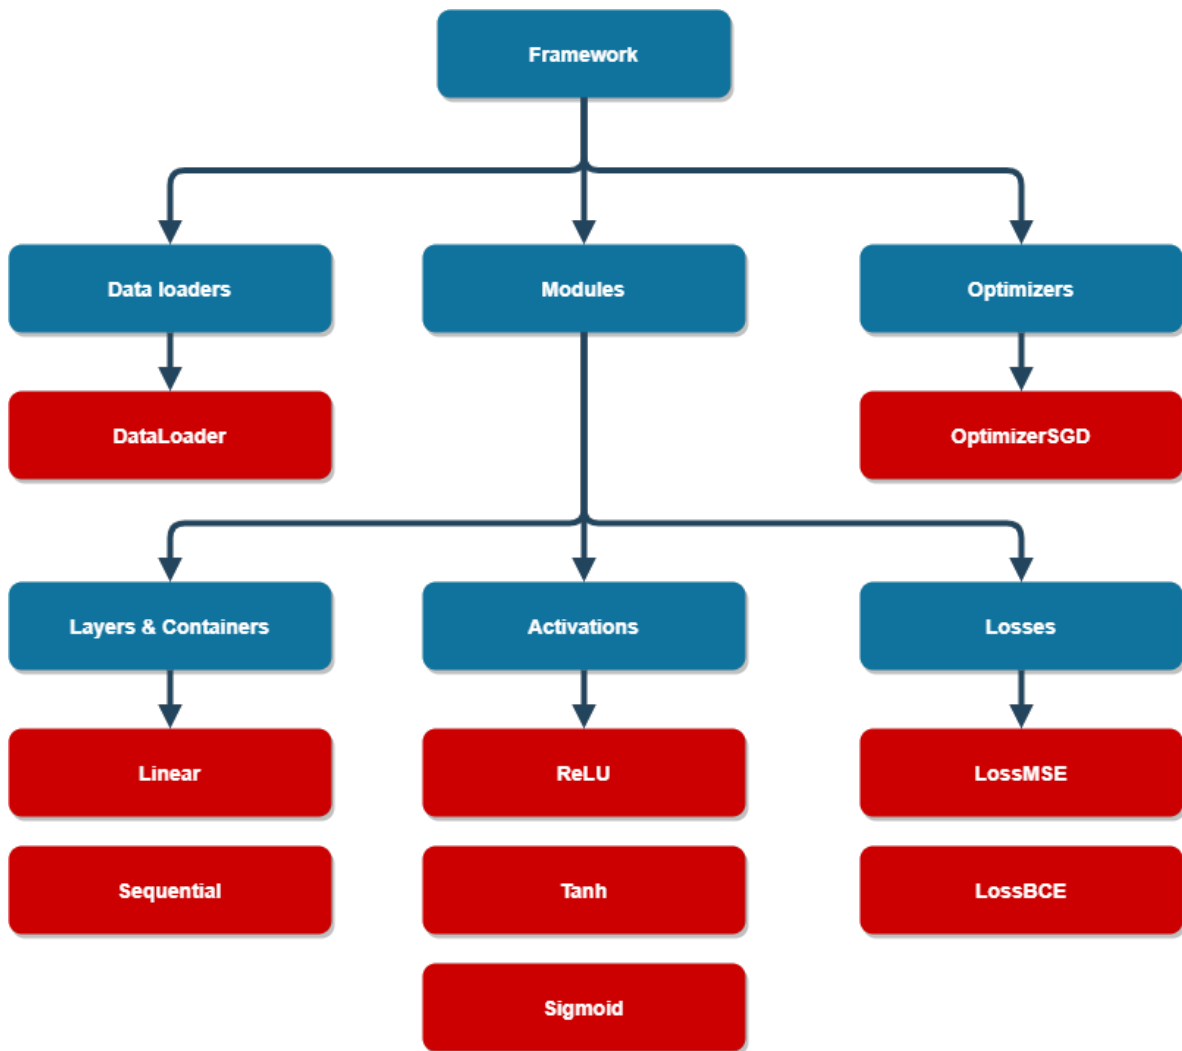 Framework
Data loaders
Modules
Optimizers
DataLoader
OptimizerSGD
Layers & Containers
Activations
Losses
Linear
ReLU
LossMSE
Sequential
Tanh
LossBCE
Sigmoid